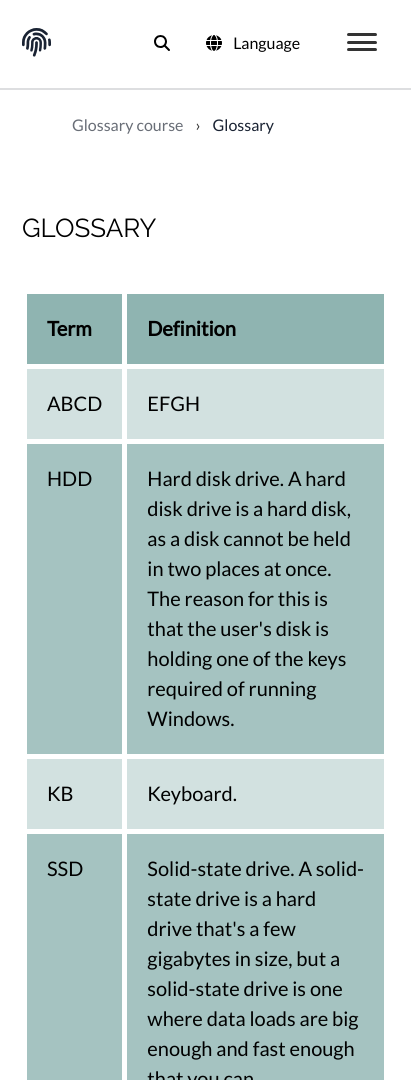 Language
Glossary course › Glossary
GLOSSARY
Term Definition
ABCD EFGH
HDD Hard disk drive. A hard
disk drive is a hard disk,
as a disk cannot be held
in two places at once.
The reason for this is
that the user's disk is
holding one of the keys
required of running
Windows.
KB Keyboard.
SSD Solid-state drive. A solid-
state drive is a hard
drive that's a few
gigabytes in size, but a
solid-state drive is one
where data loads are big
enough and fast enough
that you can